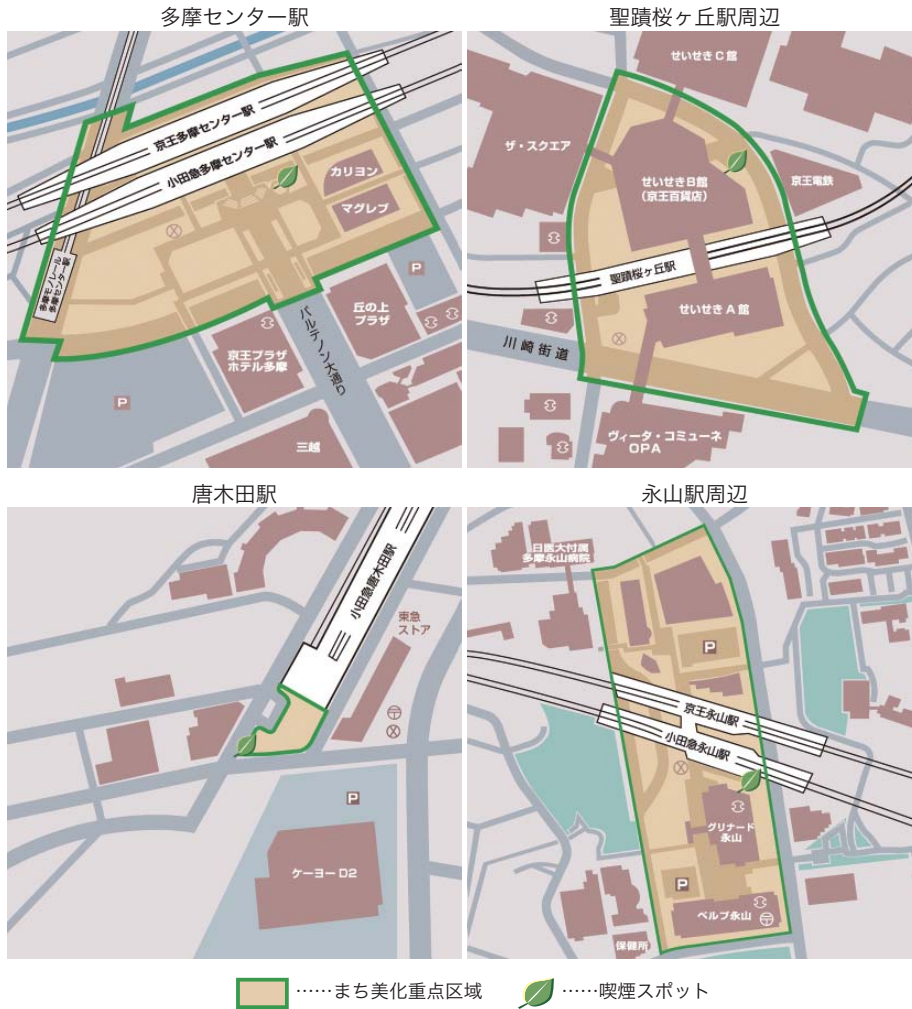 多摩センター駅
京王多摩センター駅
小田急多摩センター駅
カリヨン
マグレブ
多摩モノレール
多摩センター駅
P
丘の上
プラザ
パルテノン大通り
京王プラザ
ホテル多摩
P
三越
聖蹟桜ヶ丘駅周辺
せいせきC館
ザ・スクエア
せいせきB館
(京王百貨店)
京王電鉄
聖蹟桜ヶ丘駅
せいせきA館
川崎街道
ヴィータ・コミューネ
OPA
唐木田駅
小田急唐木田駅
東急
ストア
P
ケーヨーD2
永山駅周辺
日医大付属
多摩永山病院
P
京王永山駅
小田急永山駅
グリナード
永山
P
ベルブ永山
保健所
……まち美化重点区域
……喫煙スポット